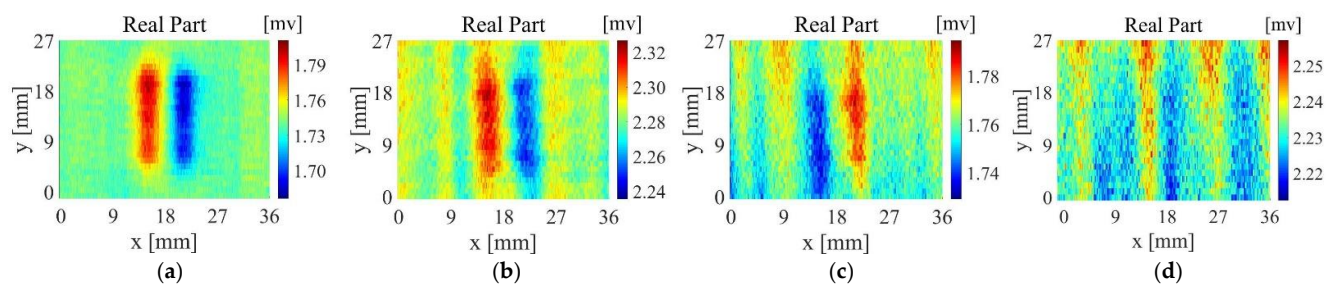 Real Part [mv]
27
18
9
0
y [mm]
0 9 18 27 36
x [mm]
1.79
1.76
1.73
1.70
(a)
Real Part [mv]
27
18
9
0
y [mm]
0 9 18 27 36
x [mm]
2.32
2.30
2.28
2.26
2.24
(b)
Real Part [mv]
27
18
9
0
y [mm]
0 9 18 27 36
x [mm]
1.78
1.76
1.74
(c)
Real Part [mv]
27
18
9
0
y [mm]
0 9 18 27 36
x [mm]
2.25
2.24
2.23
2.22
(d)